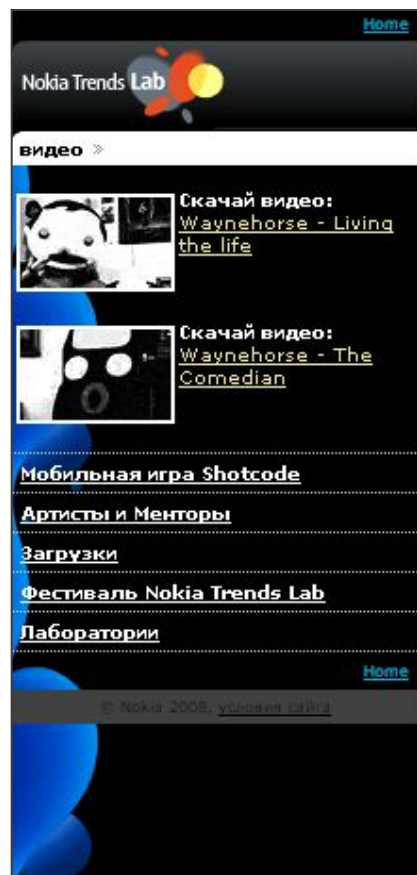 Home
Nokia Trends Lab
видео »
Скачай видео:
Waynehorse - Living
the life
Скачай видео:
Waynehorse - The
Comedian
Мобильная игра Shotcode
Артисты и Менторы
Загрузки
Фестиваль Nokia Trends Lab
Лаборатории
Home
© Nokia 2008, условия сайта